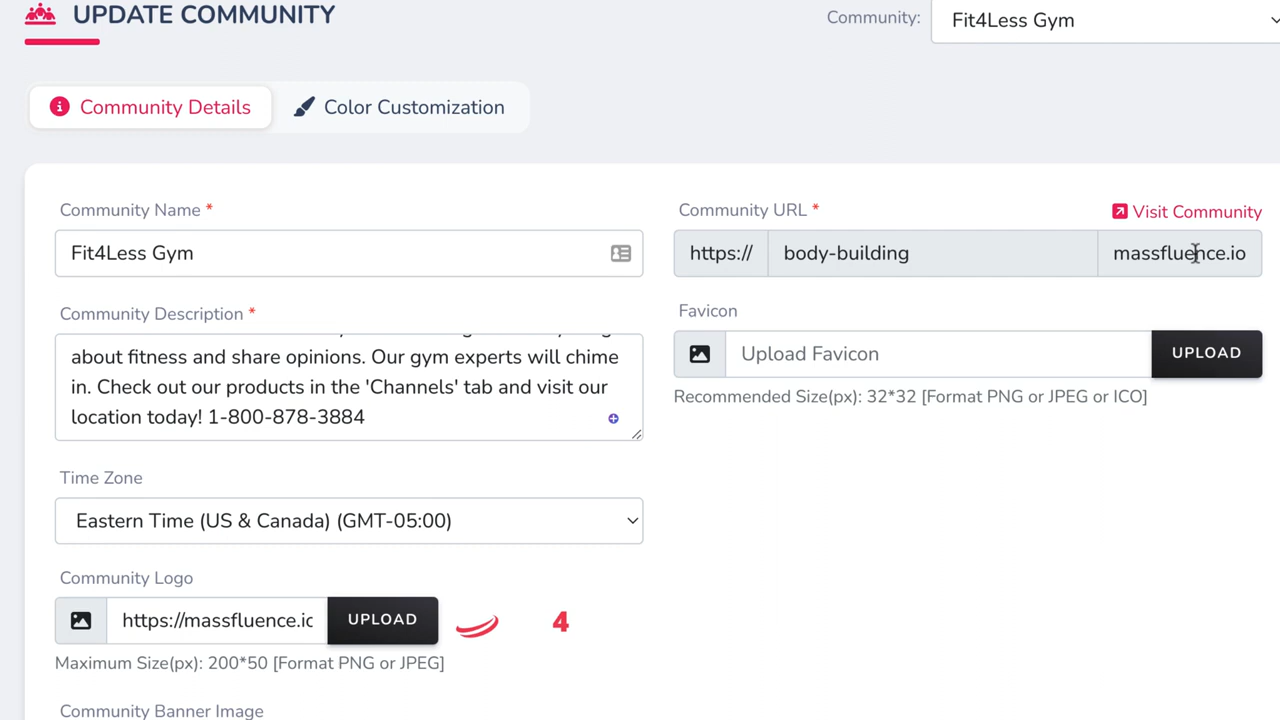 UPDATE COMMUNITY
Community: Fit4Less Gym
Community Details Color Customization
Community Name *
Fit4Less Gym
Community URL * Visit Community
https:// body-building massfluence.io
Community Description *
about fitness and share opinions. Our gym experts will chime
in. Check out our products in the 'Channels' tab and visit our
location today! 1-800-878-3884
Favicon
Upload Favicon UPLOAD
Recommended Size(px): 32*32 [Format PNG or JPEG or ICO]
Time Zone
Eastern Time (US & Canada) (GMT-05:00)
Community Logo
https://massfluence.io UPLOAD 4
Maximum Size(px): 200*50 [Format PNG or JPEG]
Community Banner Image